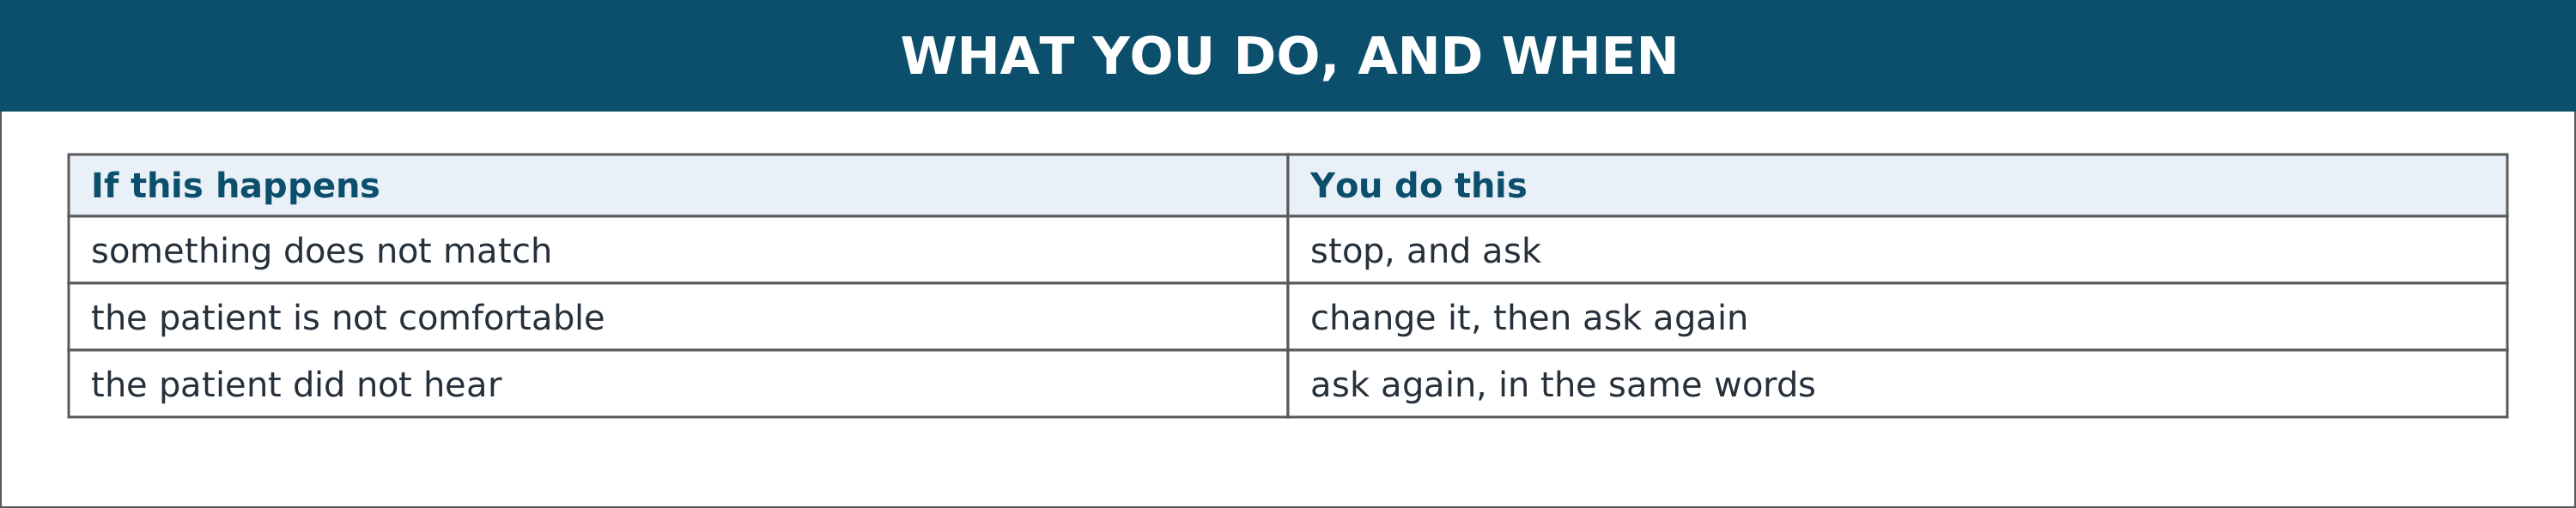 WHAT YOU DO, AND WHEN
If this happens
You do this
something does not match
stop, and ask
the patient is not comfortable
change it, then ask again
the patient did not hear
ask again, in the same words